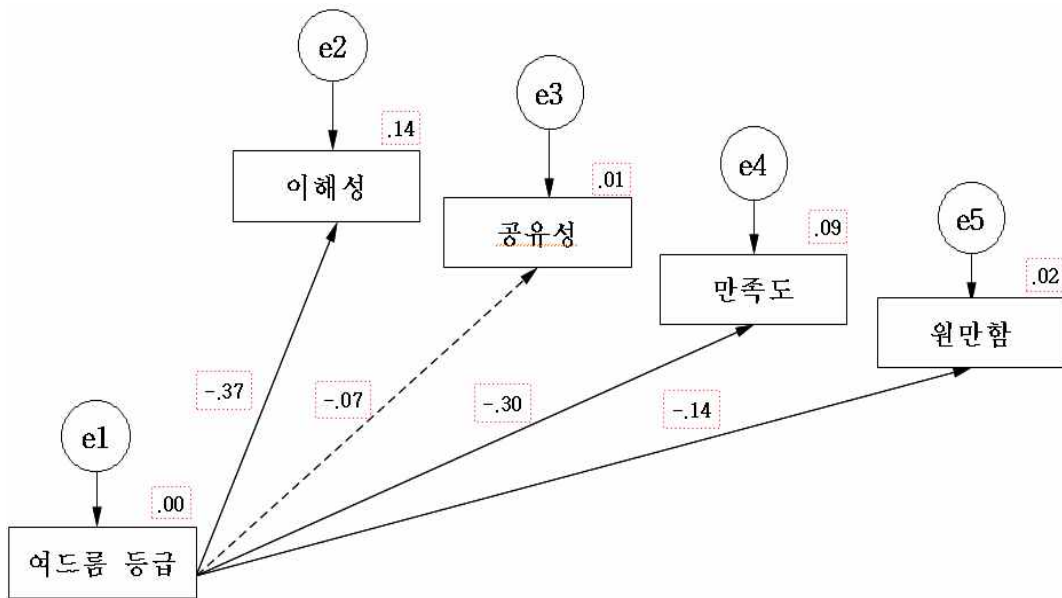 e2
.14
이해성
e3
.01
공유성
e4
.09
만족도
e5
.02
원만함
-.37
-.07
-.30
-.14
e1
.00
여드름 등급